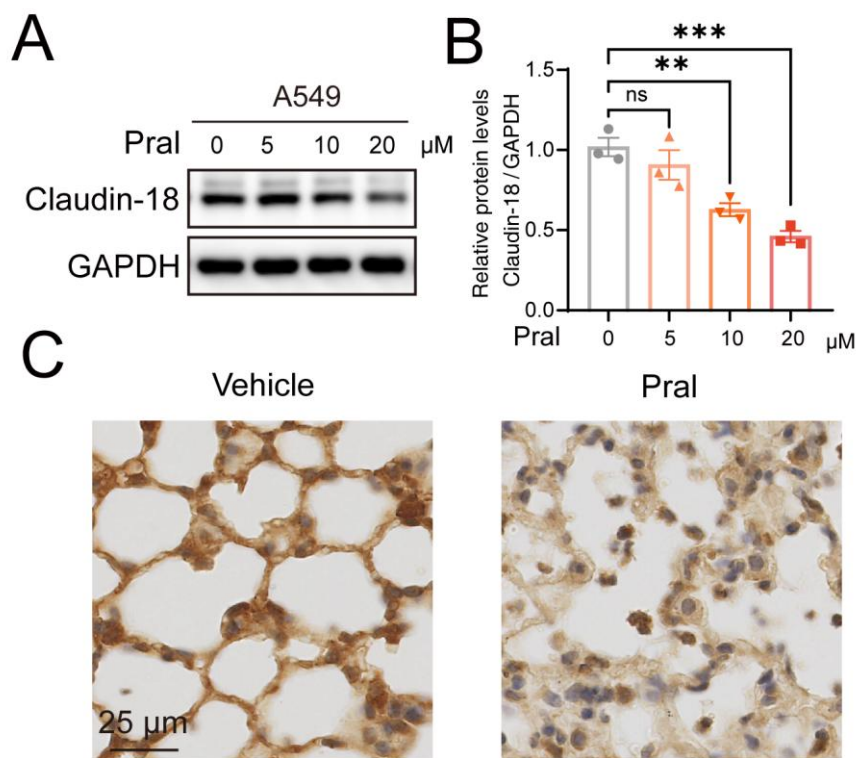 A
A549
Pral 0 5 10 20 μM
Claudin-18
GAPDH
B
Relative protein levels
Claudin-18 / GAPDH
1.5
1.0
0.5
0.0
ns
**
***
Pral 0 5 10 20 μM
C
Vehicle
Pral
25 μm